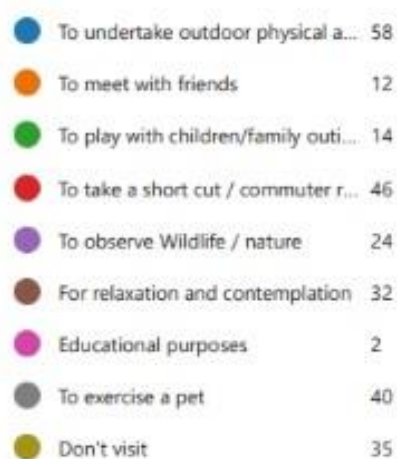 To undertake outdoor physical a... 58
To meet with friends 12
To play with children/family outi... 14
To take a short cut / commuter r... 46
To observe Wildlife / nature 24
For relaxation and contemplation 32
Educational purposes 2
To exercise a pet 40
Don't visit 35